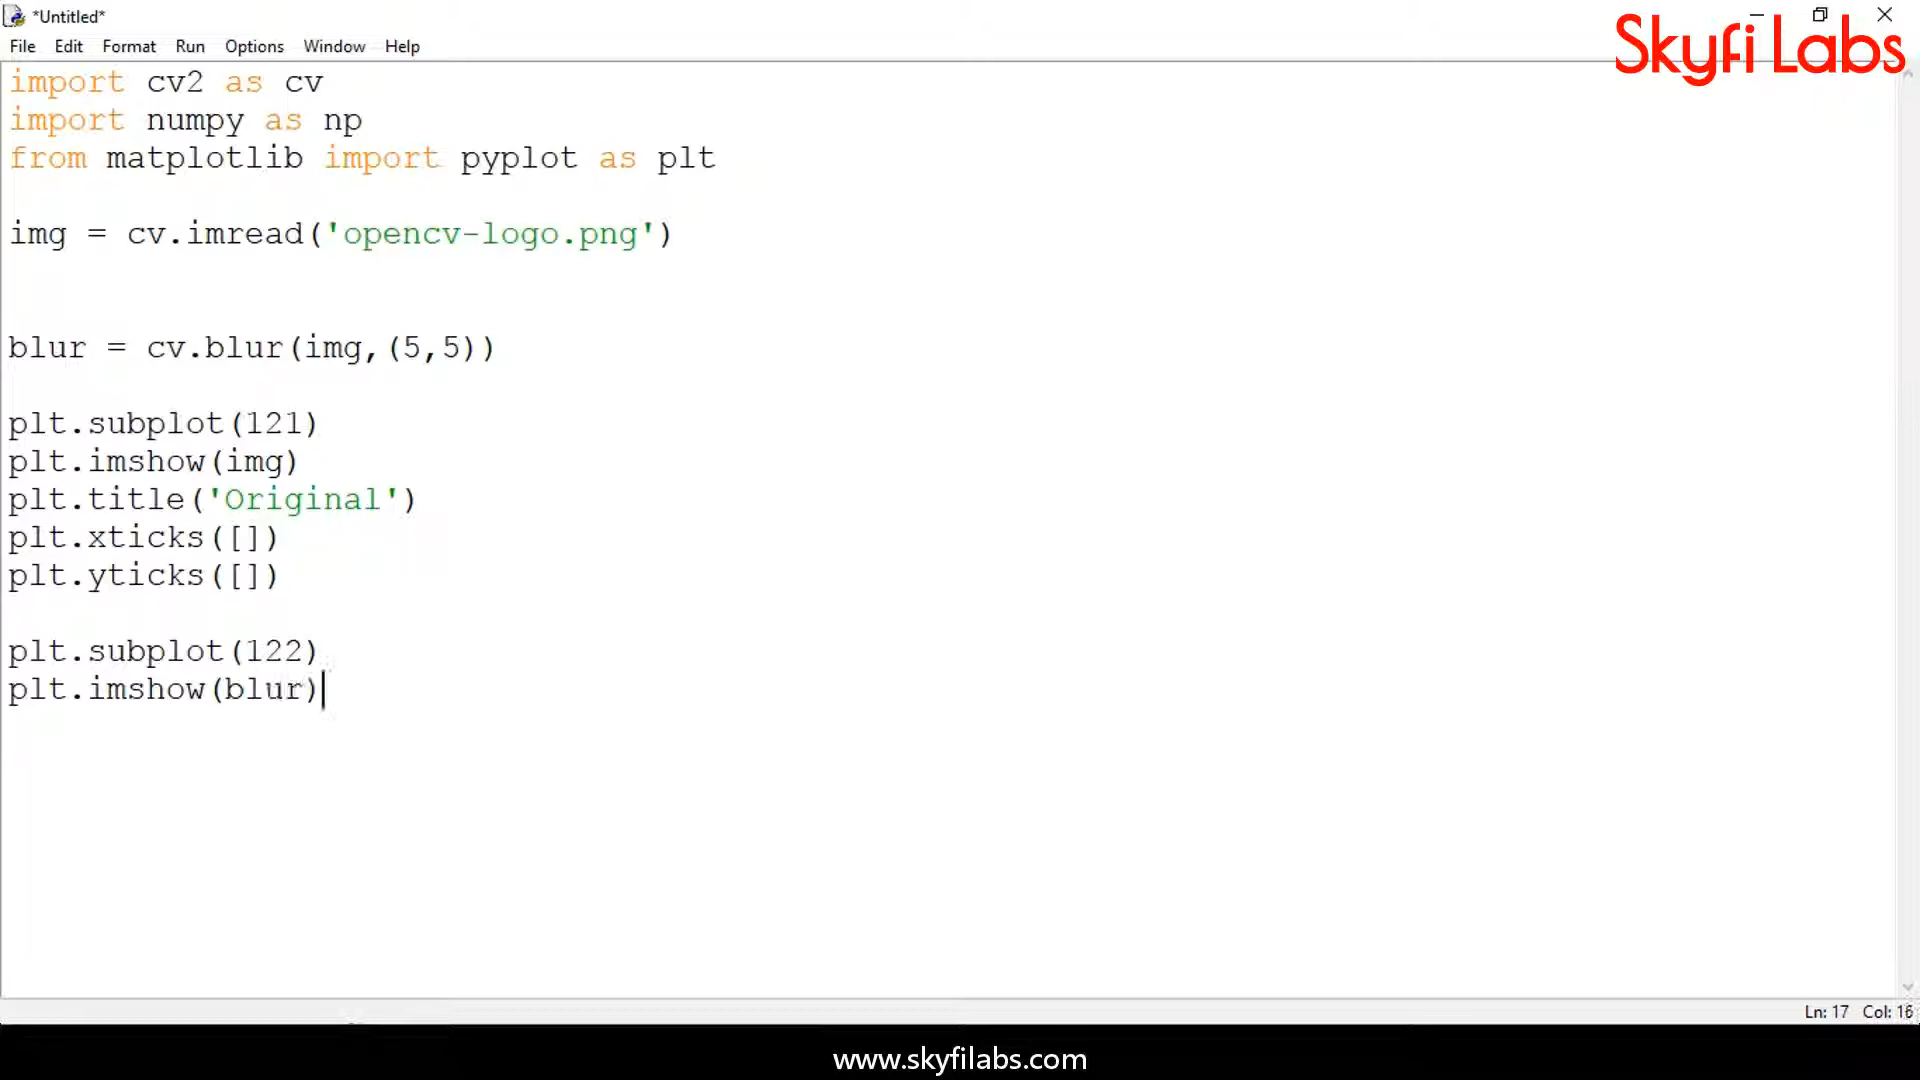 *Untitled*
Skyfi Labs
File Edit Format Run Options Window Help
import cv2 as cv
import numpy as np
from matplotlib import pyplot as plt
img = cv.imread('opencv-logo.png')
blur = cv.blur(img,(5,5))
plt.subplot(121)
plt.imshow(img)
plt.title('Original')
plt.xticks([])
plt.yticks([])
plt.subplot(122)
plt.imshow(blur)
Ln: 17 Col: 16
www.skyfilabs.com